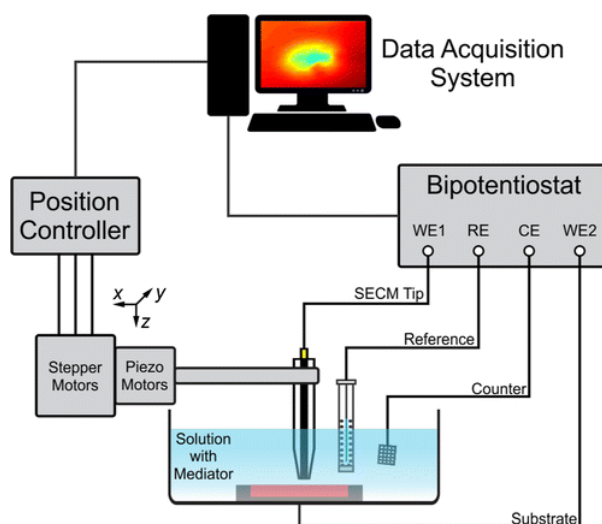 Data Acquisition
System
Position
Controller
Bipotentiostat
WE1 RE CE WE2
x y
z
SECM Tip
Reference
Counter
Stepper
Motors
Piezo
Motors
Solution
with
Mediator
Substrate